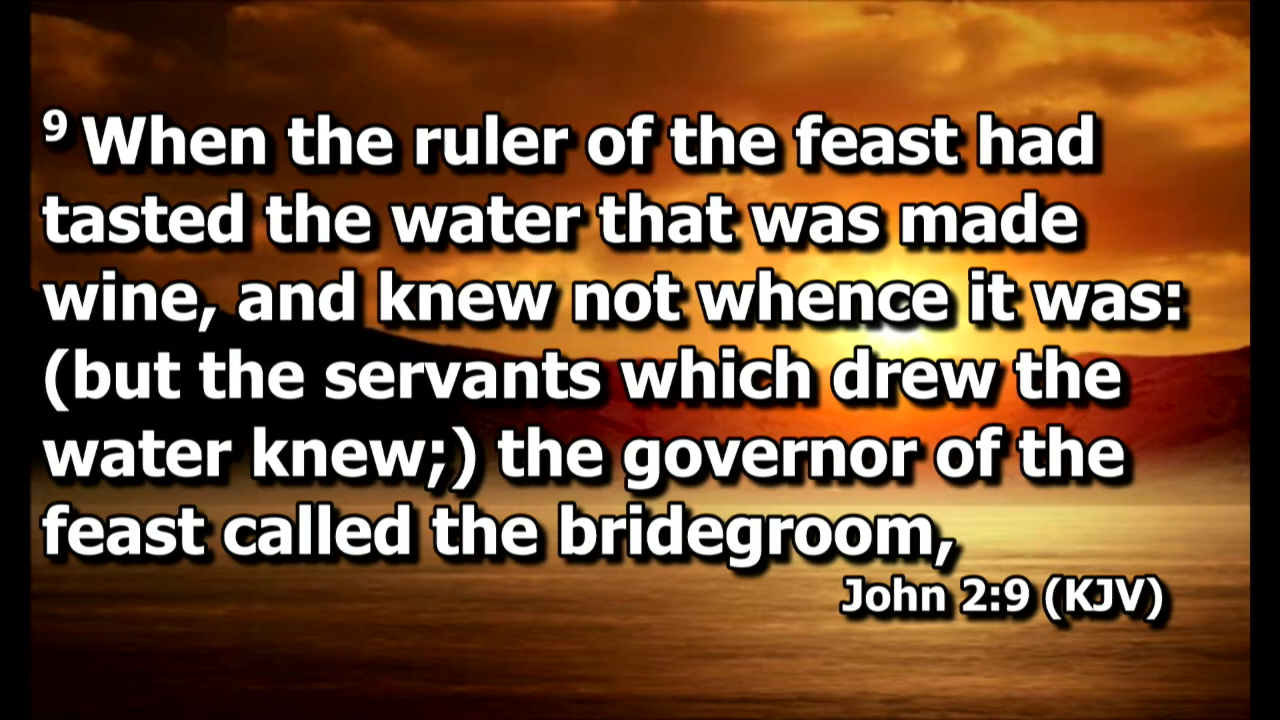 9 When the ruler of the feast had
tasted the water that was made
wine, and knew not whence it was:
(but the servants which drew the
water knew;) the governor of the
feast called the bridegroom,
John 2:9 (KJV)